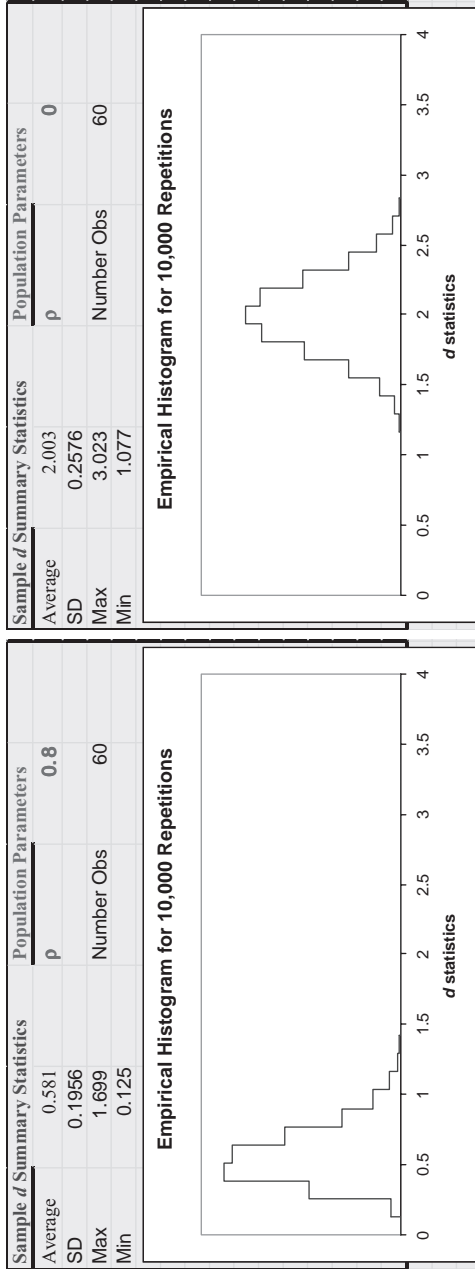 Sample d Summary Statistics Population Parameters
Average 0.581 ρ 0.8
SD 0.1956
Max 1.699 Number Obs 60
Min 0.125
Empirical Histogram for 10,000 Repetitions
0 0.5 1 1.5 2 2.5 3 3.5 4
d statistics
Sample d Summary Statistics Population Parameters
Average 2.003 ρ 0
SD 0.2576
Max 3.023 Number Obs 60
Min 1.077
Empirical Histogram for 10,000 Repetitions
0 0.5 1 1.5 2 2.5 3 3.5 4
d statistics